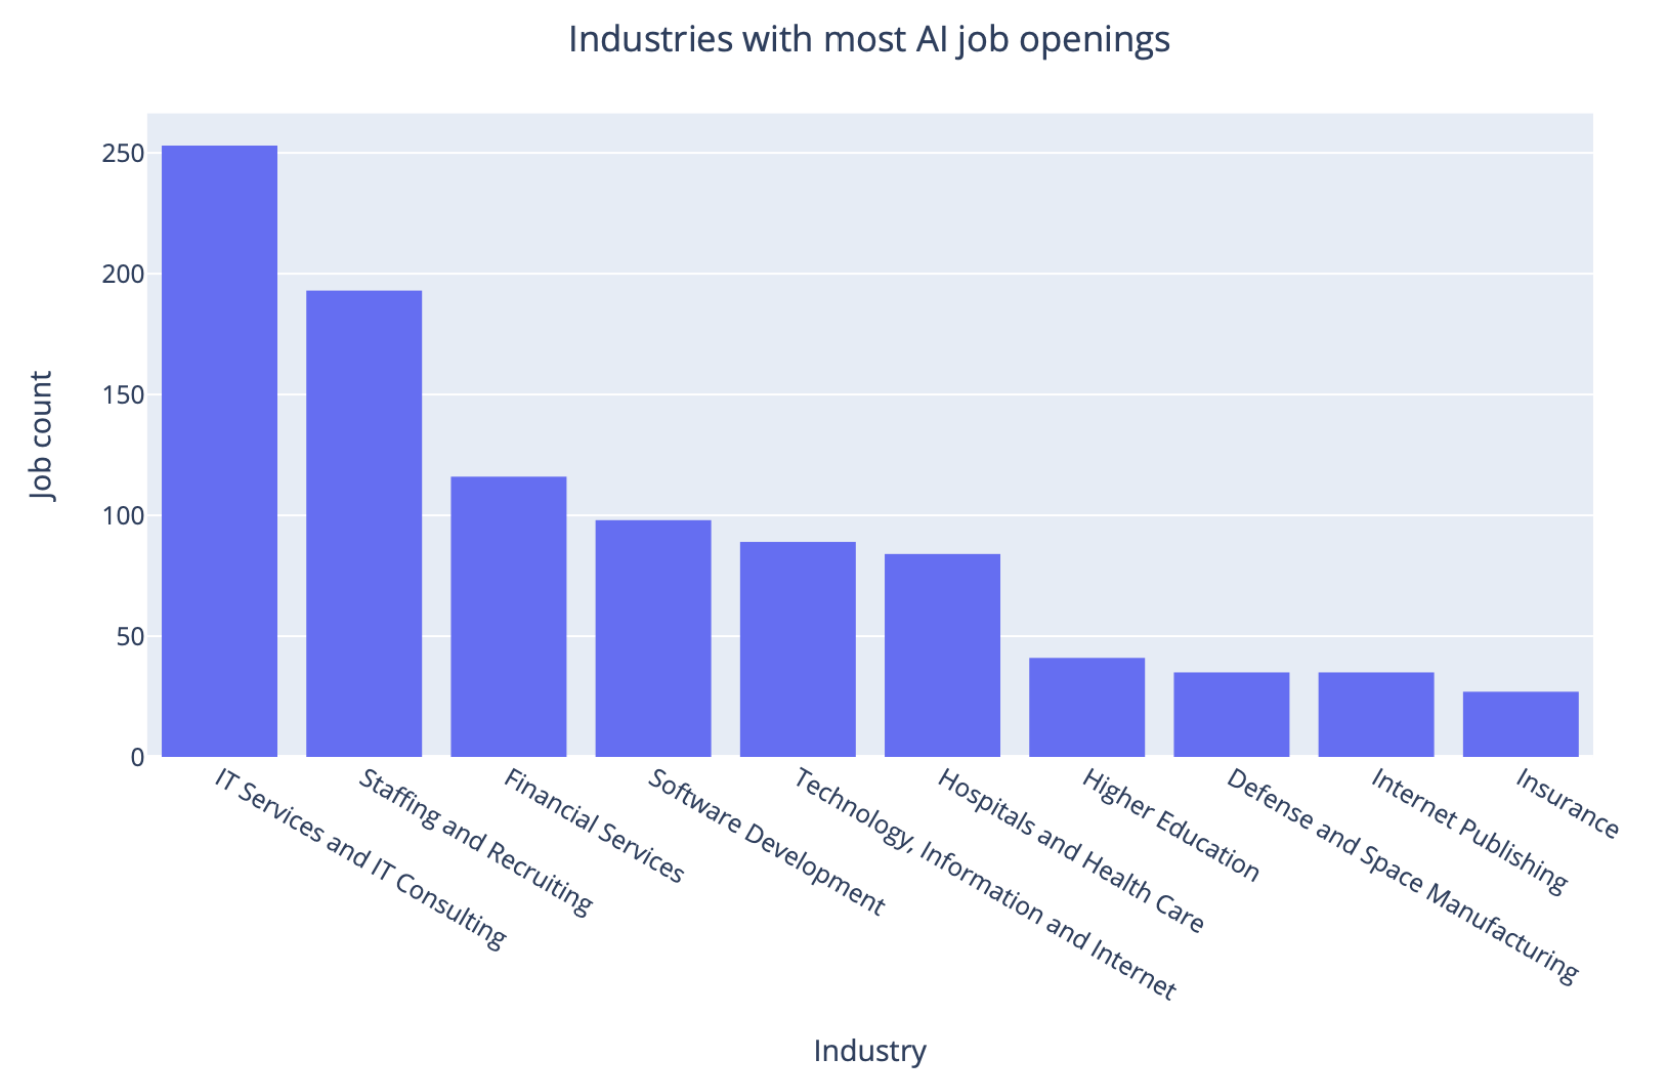 Industries with most AI job openings
Job count
250
200
150
100
50
0
IT Services and IT Consulting
Staffing and Recruiting
Financial Services
Software Development
Technology, Information and Internet
Hospitals and Health Care
Higher Education
Defense and Space Manufacturing
Internet Publishing
Insurance
Industry